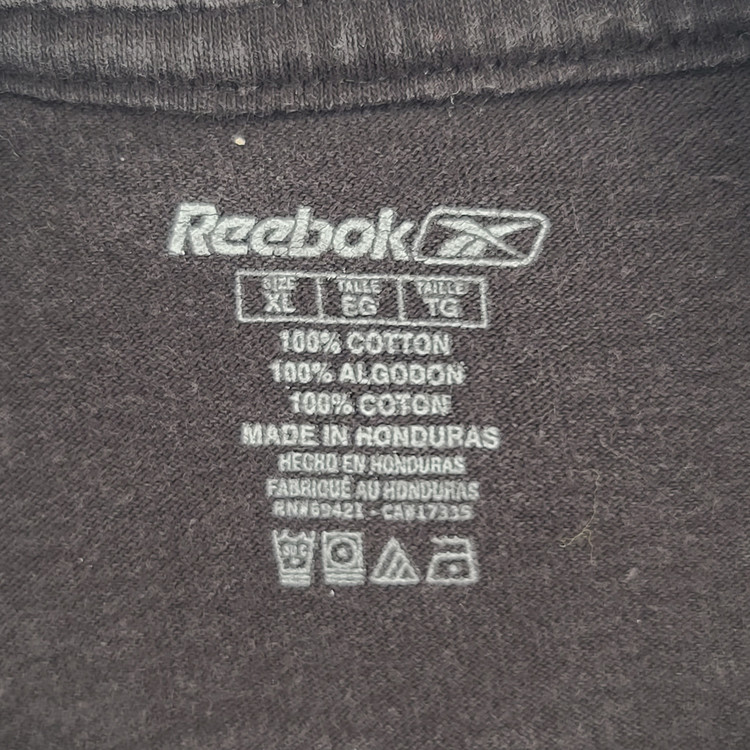 Reebok
SIZE TALLE TAILLE
XL EG TG
100% COTTON
100% ALGODON
100% COTON
MADE IN HONDURAS
HECHO EN HONDURAS
FABRIQUÉ AU HONDURAS
RN#69421 - CA#17335